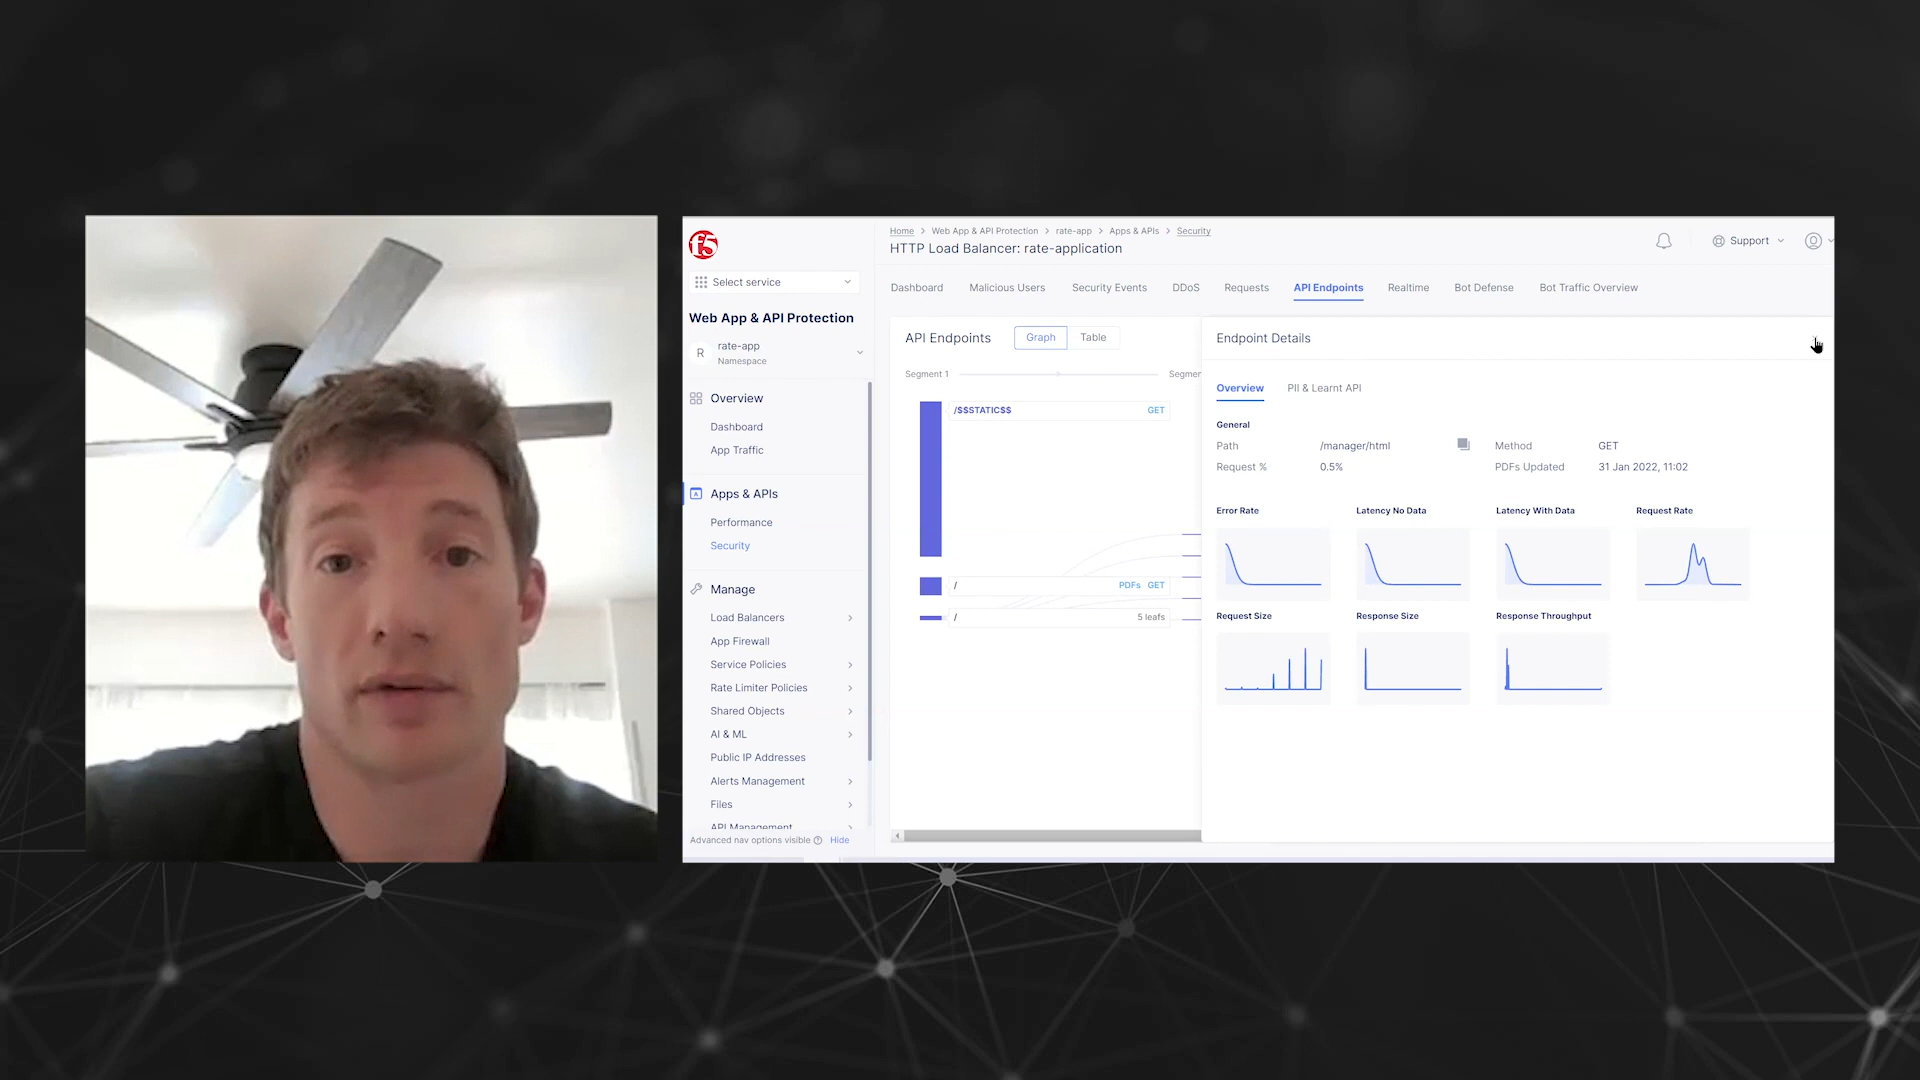 f5
Select service
Web App & API Protection
R
rate-app
Namespace
Overview
Dashboard
App Traffic
Apps & APIs
Performance
Security
Manage
Load Balancers
App Firewall
Service Policies
Rate Limiter Policies
Shared Objects
AI & ML
Public IP Addresses
Alerts Management
Files
API Management
Advanced nav options visible Hide
Home > Web App & API Protection > rate-app > Apps & APIs > Security
HTTP Load Balancer: rate-application
Support
Dashboard Malicious Users Security Events DDoS Requests API Endpoints Realtime Bot Defense Bot Traffic Overview
API Endpoints Graph Table
Segment 1 Segmen
/$$STATIC$$ GET
/ PDFs GET
/ 5 leafs
Endpoint Details
Overview PII & Learnt API
General
Path /manager/html Method GET
Request % 0.5% PDFs Updated 31 Jan 2022, 11:02
Error Rate Latency No Data Latency With Data Request Rate
Request Size Response Size Response Throughput